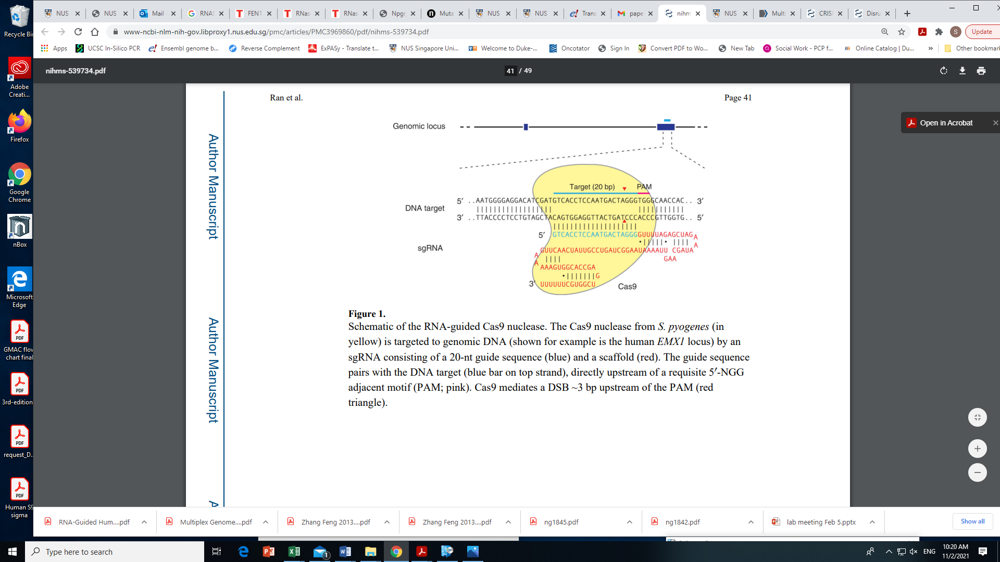 NUS
NUS
Mail
RNAS
FEN1
RNas
RNas
Npgr
Muta
NUS
NUS
Trans
pape
nihm
NUS
Multi
CRIS
Disru
www-ncbi-nlm-nih-gov.libproxy1.nus.edu.sg/pmc/articles/PMC3969860/pdf/nihms-539734.pdf
S
Update
Apps
UCSC In-Silico PCR
Ensembl genome b...
Reverse Complement
ExPASy - Translate t...
NUS Singapore Uni...
Welcome to Duke-...
Oncotator
Sign In
Convert PDF to Wo...
New Tab
Social Work - PCP f...
Online Catalog | Du...
»
Other bookmark
nihms-539734.pdf
41 / 49
Open in Acrobat
Recycle Bi
Adobe
Creati...
Firefox
Google
Chrome
nBox
Microsoft
Edge
GMAC flov
chart final
3rd-edition
request_D..
Human S9
sigma
Author Manuscript
Author Manuscript
A
Ran et al.
Page 41
Genomic locus
Target (20 bp)
PAM
DNA target
5′ ..AATGGGGAGGACATCGATGTCACCTCCAATGACTAGGGTGGGCAACCAC.. 3′
3′ ..TTACCCCTCCTGTAGCTACAGTGGAGGTTACTGATCCCACCCGTTGGTG.. 5′
sgRNA
5′ GTCACCTCCAATGACTAGGGGUUUUAGAGCUAGA
A
GUUCAACUAUUGCCUGAUCGGAAUAAAAUU CGAUA
GAA
A
A
AAAGUGGCACCGA
G
3′ UUUUUUCGUGGCU
Cas9
Figure 1.
Schematic of the RNA-guided Cas9 nuclease. The Cas9 nuclease from S. pyogenes (in
yellow) is targeted to genomic DNA (shown for example is the human EMX1 locus) by an
sgRNA consisting of a 20-nt guide sequence (blue) and a scaffold (red). The guide sequence
pairs with the DNA target (blue bar on top strand), directly upstream of a requisite 5′-NGG
adjacent motif (PAM; pink). Cas9 mediates a DSB ~3 bp upstream of the PAM (red
triangle).
RNA-Guided Hum....pdf
Multiplex Genome....pdf
Zhang Feng 2013....pdf
Zhang Feng 2013....pdf
ng1845.pdf
ng1842.pdf
lab meeting Feb 5.pptx
Show all
Type here to search
1
ENG
10:20 AM
11/2/2021